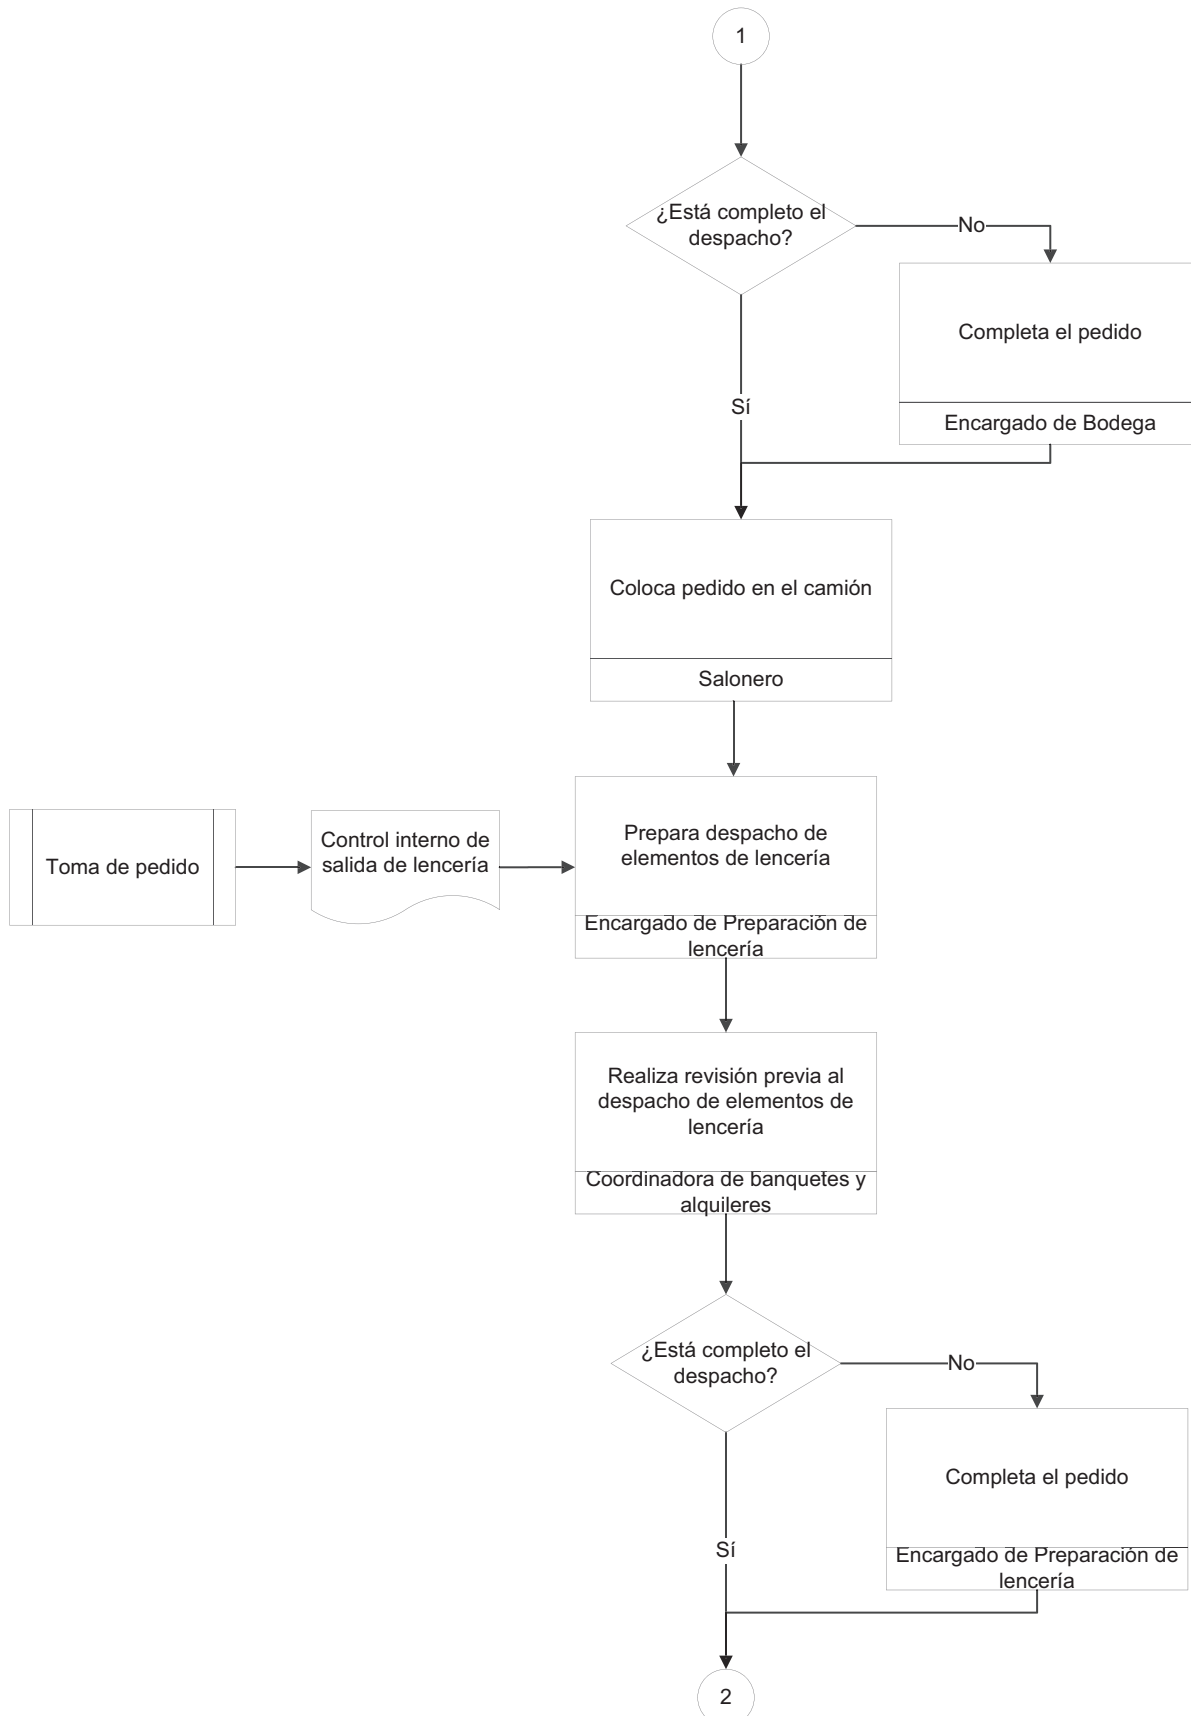 1
¿Está completo el
despacho?
No
Completa el pedido
Encargado de Bodega
Sí
Coloca pedido en el camión
Salonero
Toma de pedido
Control interno de
salida de lencería
Prepara despacho de
elementos de lencería
Encargado de Preparación de
lencería
Realiza revisión previa al
despacho de elementos de
lencería
Coordinadora de banquetes y
alquileres
¿Está completo el
despacho?
No
Completa el pedido
Encargado de Preparación de
lencería
Sí
2